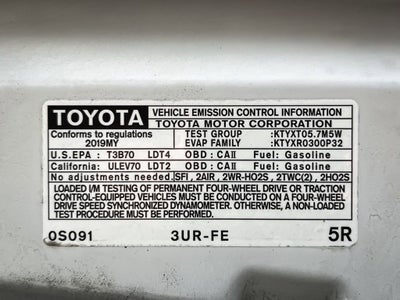 TOYOTA VEHICLE EMISSION CONTROL INFORMATION
TOYOTA MOTOR CORPORATION
Conforms to regulations TEST GROUP :KTYXT05.7M5W
2019MY EVAP FAMILY :KTYXR0300P32
U.S.EPA : T3B70 LDT4 OBD : CAII Fuel: Gasoline
California: ULEV70 LDT2 OBD : CAII Fuel: Gasoline
No adjustments needed.SFI , 2AIR , 2WR-HO2S , 2TWC(2) , 2HO2S
LOADED I/M TESTING OF PERMANENT FOUR-WHEEL DRIVE OR TRACTION
CONTROL-EQUIPPED VEHICLES MUST BE CONDUCTED ON A FOUR-WHEEL
DRIVE SPEED SYNCHRONIZED DYNAMOMETER. OTHERWISE, A NON-LOADED
TEST PROCEDURE MUST BE UTILIZED.
0S091 3UR-FE 5R